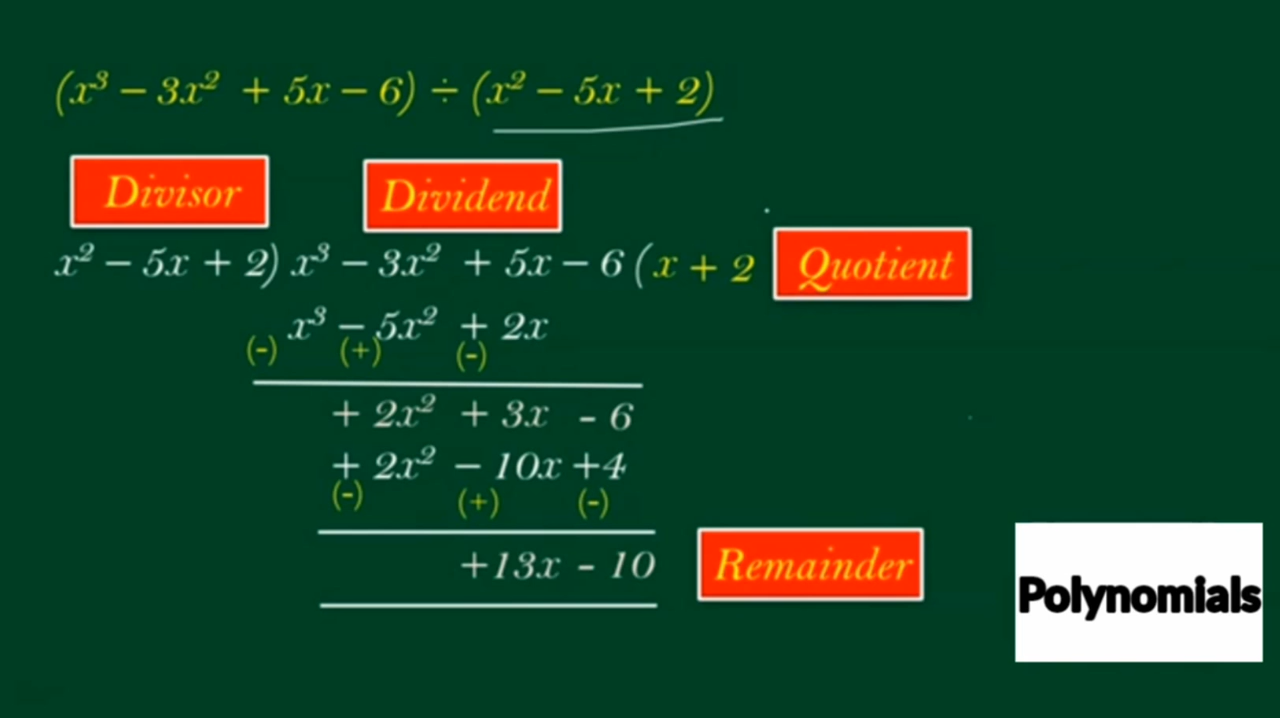 (x³ − 3x² + 5x − 6) ÷ (x² − 5x + 2)
Divisor Dividend
x² − 5x + 2) x³ − 3x² + 5x − 6 (x + 2 Quotient
x³ − 5x² + 2x
(-) (+) (-)
+ 2x² + 3x - 6
+ 2x² − 10x +4
(-) (+) (-)
+13x - 10 Remainder
Polynomials